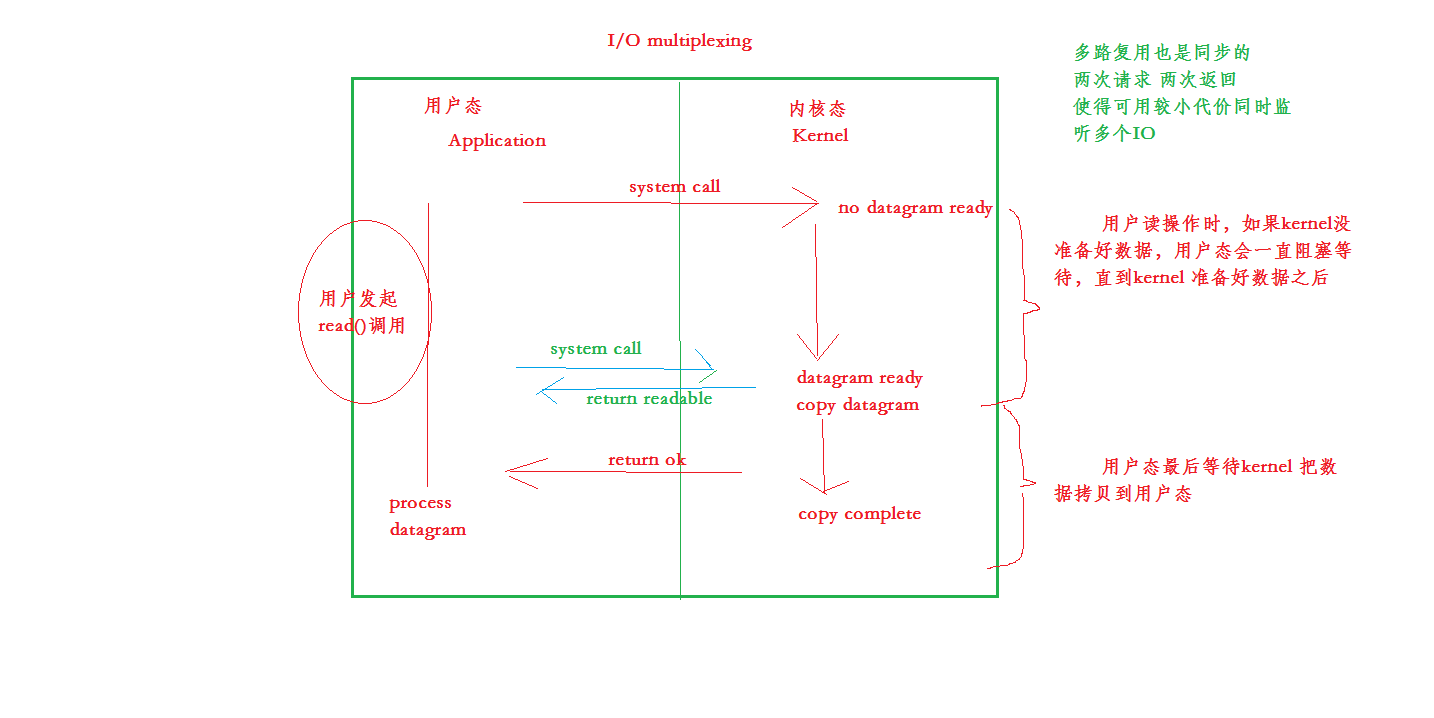 I/O multiplexing
多路复用也是同步的
两次请求 两次返回
使得可用较小代价同时监
听多个IO
用户态
Application
内核态
Kernel
system call
no datagram ready
用户读操作时，如果kernel没
准备好数据，用户态会一直阻塞等
待，直到kernel 准备好数据之后
用户发起
read()调用
system call
return readable
datagram ready
copy datagram
return ok
用户态最后等待kernel 把数
据拷贝到用户态
process
datagram
copy complete